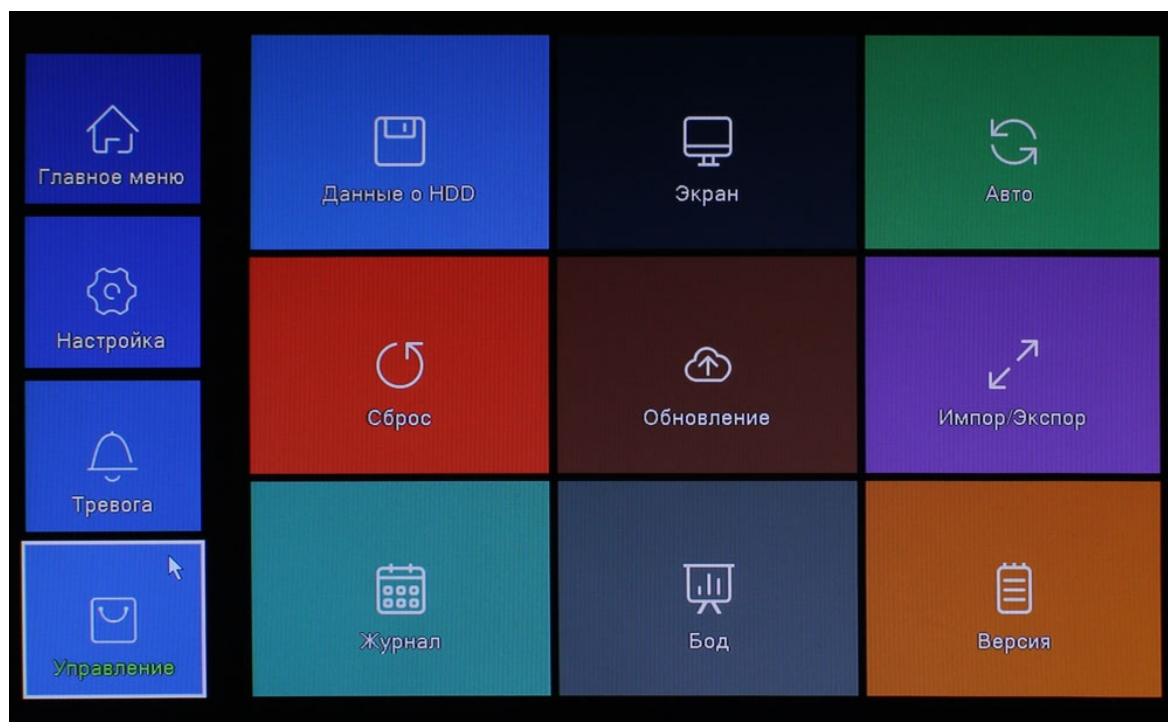 Главное меню
Настройка
Тревога
Управление
Данные о HDD
Экран
Авто
Сброс
Обновление
Импор/Экспор
Журнал
Бод
Версия